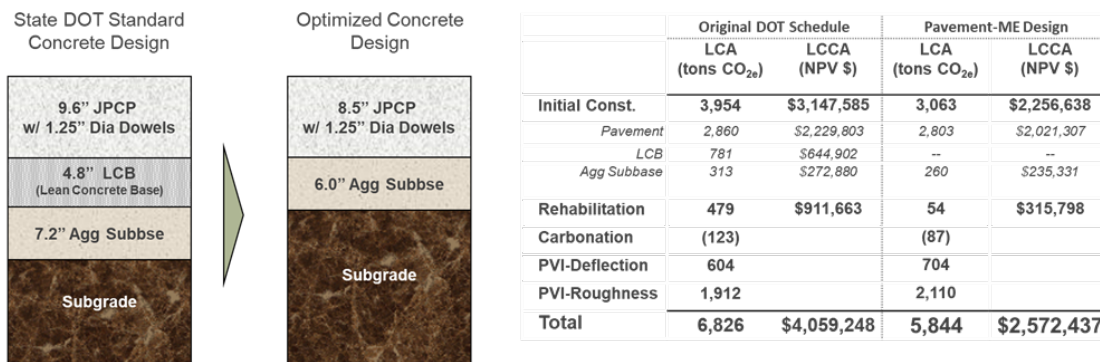 State DOT Standard
Concrete Design
9.6” JPCP
w/ 1.25” Dia Dowels
4.8” LCB
(Lean Concrete Base)
7.2” Agg Subbse
Subgrade
Optimized Concrete
Design
8.5” JPCP
w/ 1.25” Dia Dowels
6.0” Agg Subbse
Subgrade
Original DOT Schedule Pavement-ME Design
LCA LCCA LCA LCCA
(tons CO2e) (NPV $) (tons CO2e) (NPV $)
Initial Const. 3,954 $3,147,585 3,063 $2,256,638
Pavement 2,860 $2,229,803 2,803 $2,021,307
LCB 781 $644,902 -- --
Agg Subbase 313 $272,880 260 $235,331
Rehabilitation 479 $911,663 54 $315,798
Carbonation (123) (87)
PVI-Deflection 604 704
PVI-Roughness 1,912 2,110
Total 6,826 $4,059,248 5,844 $2,572,437